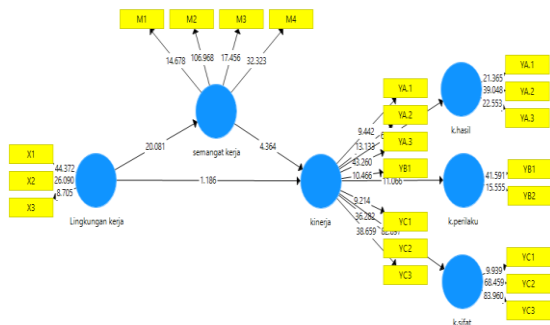 M1
M2
M3
M4
14.678
106.968
17.456
32.323
semangat kerja
20.081
4.364
X1
X2
X3
44.372
26.090
8.705
Lingkungan kerja
1.186
kinerja
YA.1
YA.2
YA.3
YB1
YC1
YC2
YC3
9.442
13.133
43.260
10.466
11.066
9.214
36.282
38.659
k.hasil
21.365
39.048
22.553
YA.1
YA.2
YA.3
k.perilaku
41.591
15.555
YB1
YB2
k.sifat
9.939
68.459
83.960
YC1
YC2
YC3